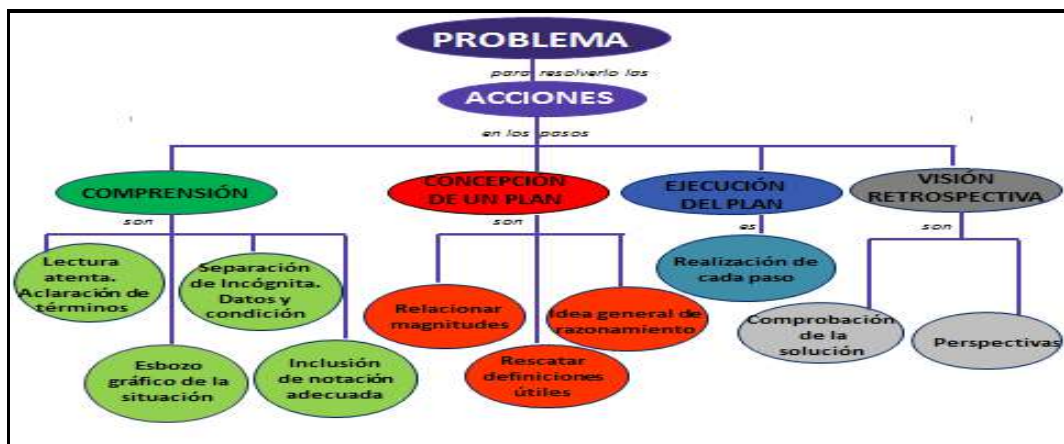 PROBLEMA
para resolverlo las
ACCIONES
en los pasos
COMPRENSIÓN
CONCEPCIÓN
DE UN PLAN
EJECUCIÓN
DEL PLAN
VISIÓN
RETROSPECTIVA
son
son
es
son
Lectura
atenta.
Aclaración de
términos
Separación
de Incógnita.
Datos y
condición
Esbozo
gráfico de la
situación
Inclusión
de notación
adecuada
Relacionar
magnitudes
Rescatar
definiciones
útiles
Idea general de
razonamiento
Realización de
cada paso
Comprobación
de la
solución
Perspectivas